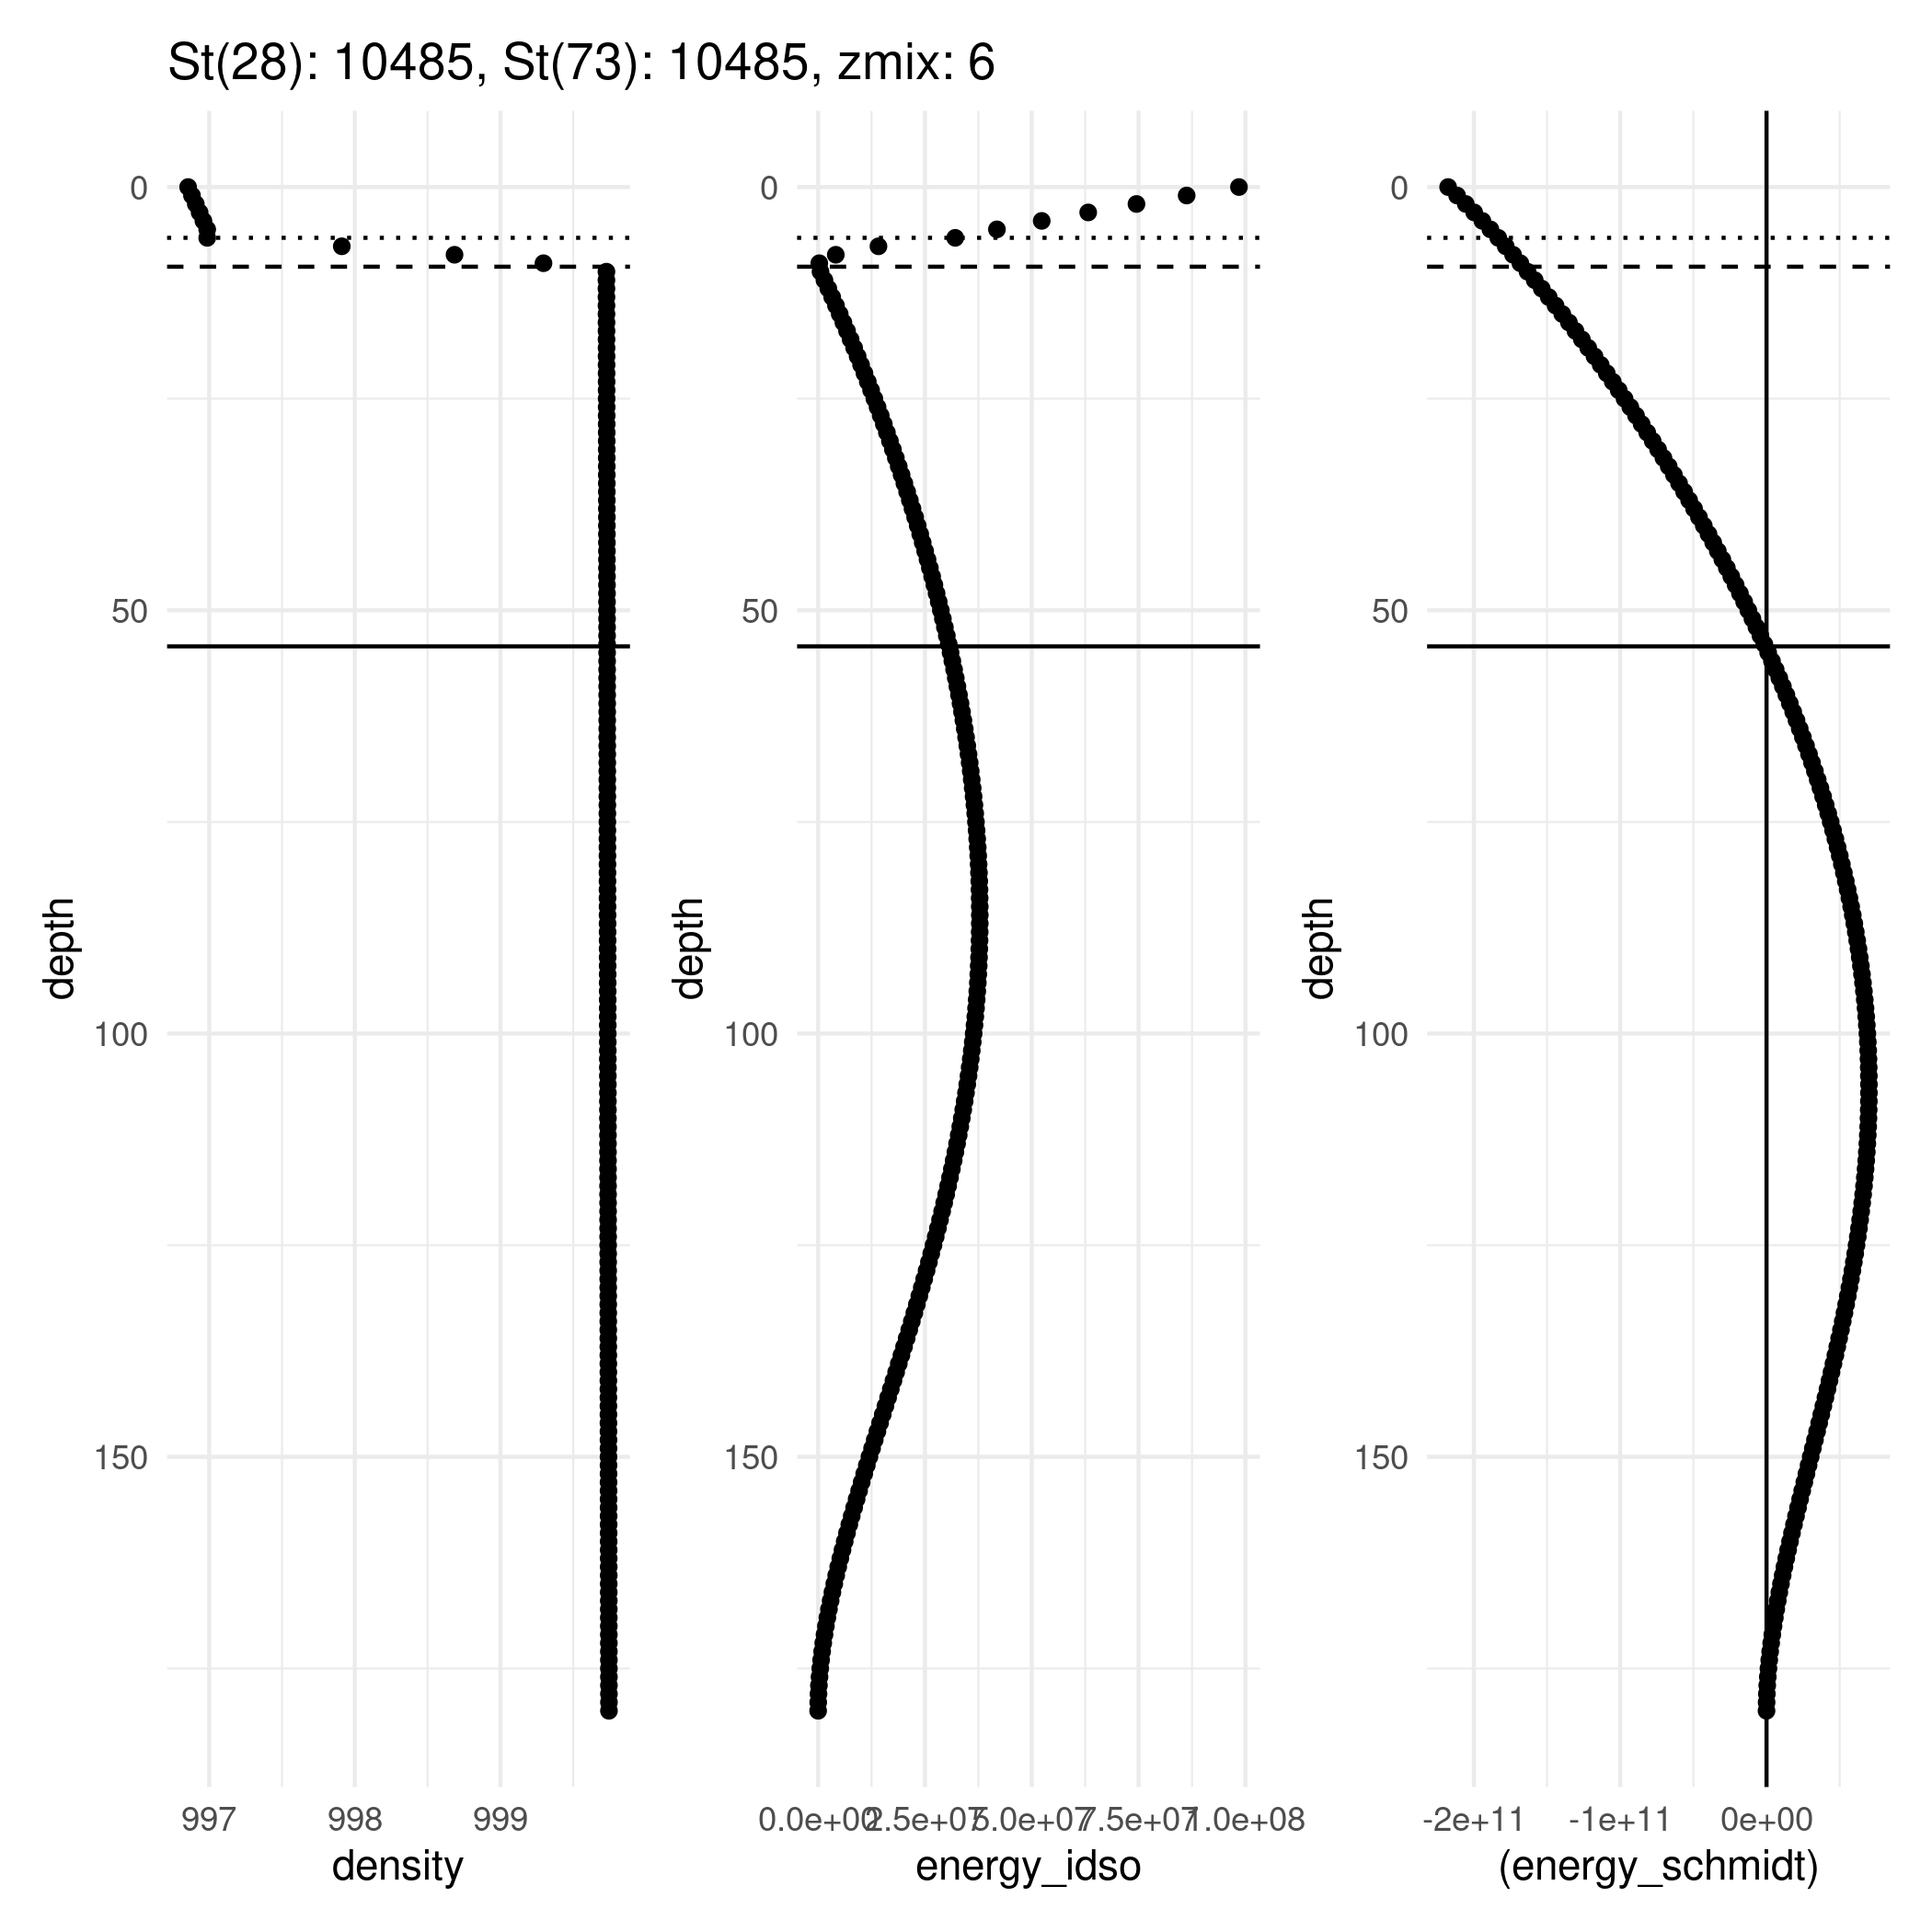 St(28): 10485, St(73): 10485, zmix: 6
0
50
100
150
depth
997 998 999
density
0
50
100
150
depth
0.0e+00 2.5e+07 5.0e+07 7.5e+07 1.0e+08
energy_idso
0
50
100
150
depth
-2e+11 -1e+11 0e+00
(energy_schmidt)